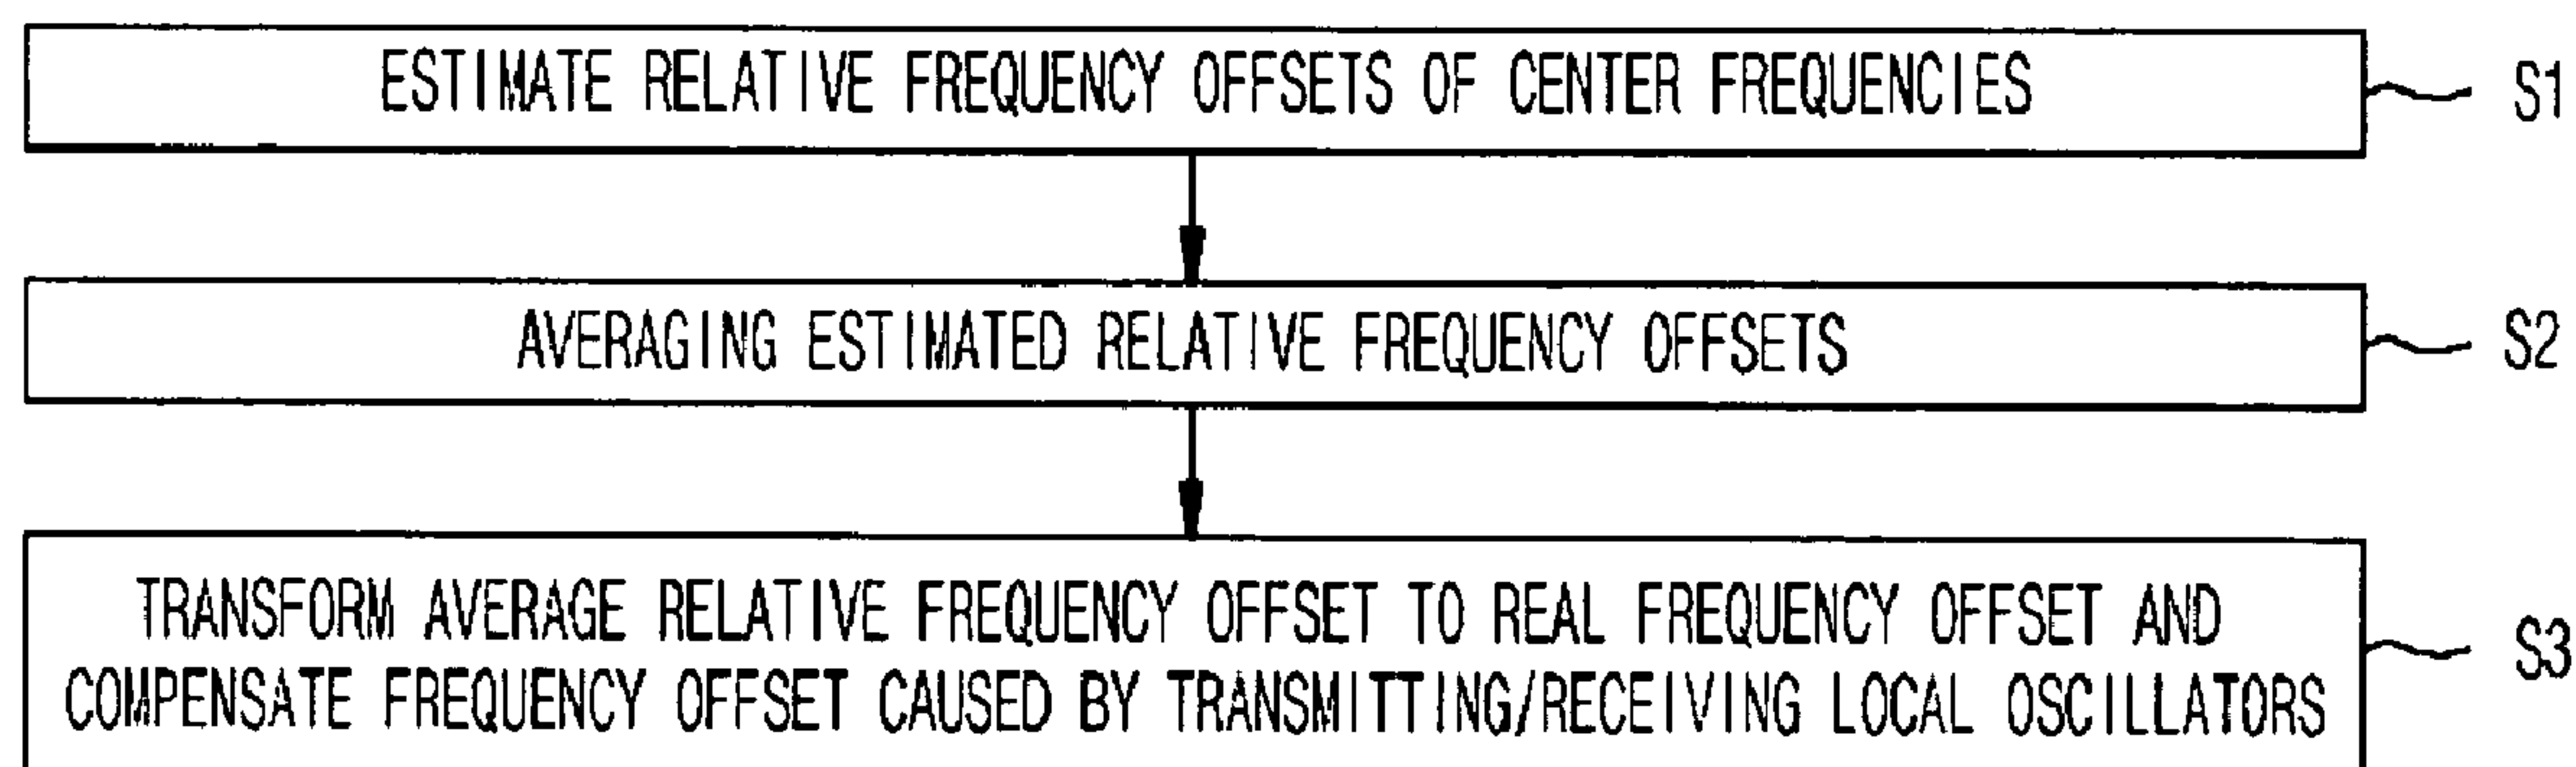 ESTIMATE RELATIVE FREQUENCY OFFSETS OF CENTER FREQUENCIES
S1
AVERAGING ESTIMATED RELATIVE FREQUENCY OFFSETS
S2
TRANSFORM AVERAGE RELATIVE FREQUENCY OFFSET TO REAL FREQUENCY OFFSET AND
COMPENSATE FREQUENCY OFFSET CAUSED BY TRANSMITTING/RECEIVING LOCAL OSCILLATORS
S3